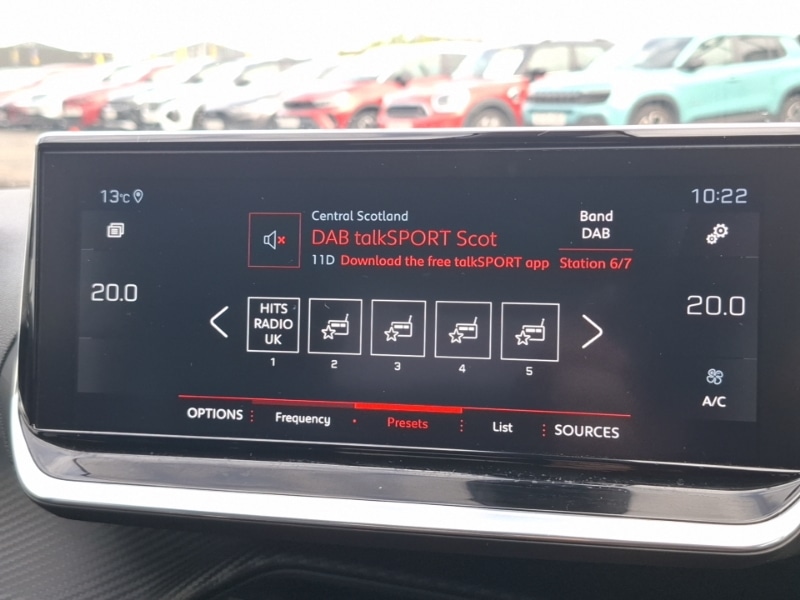 13°C
10:22
Central Scotland
DAB talkSPORT Scot
11D Download the free talkSPORT app
Band
DAB
Station 6/7
20.0
20.0
HITS
RADIO
UK
1
2
3
4
5
A/C
OPTIONS
Frequency
Presets
List
SOURCES